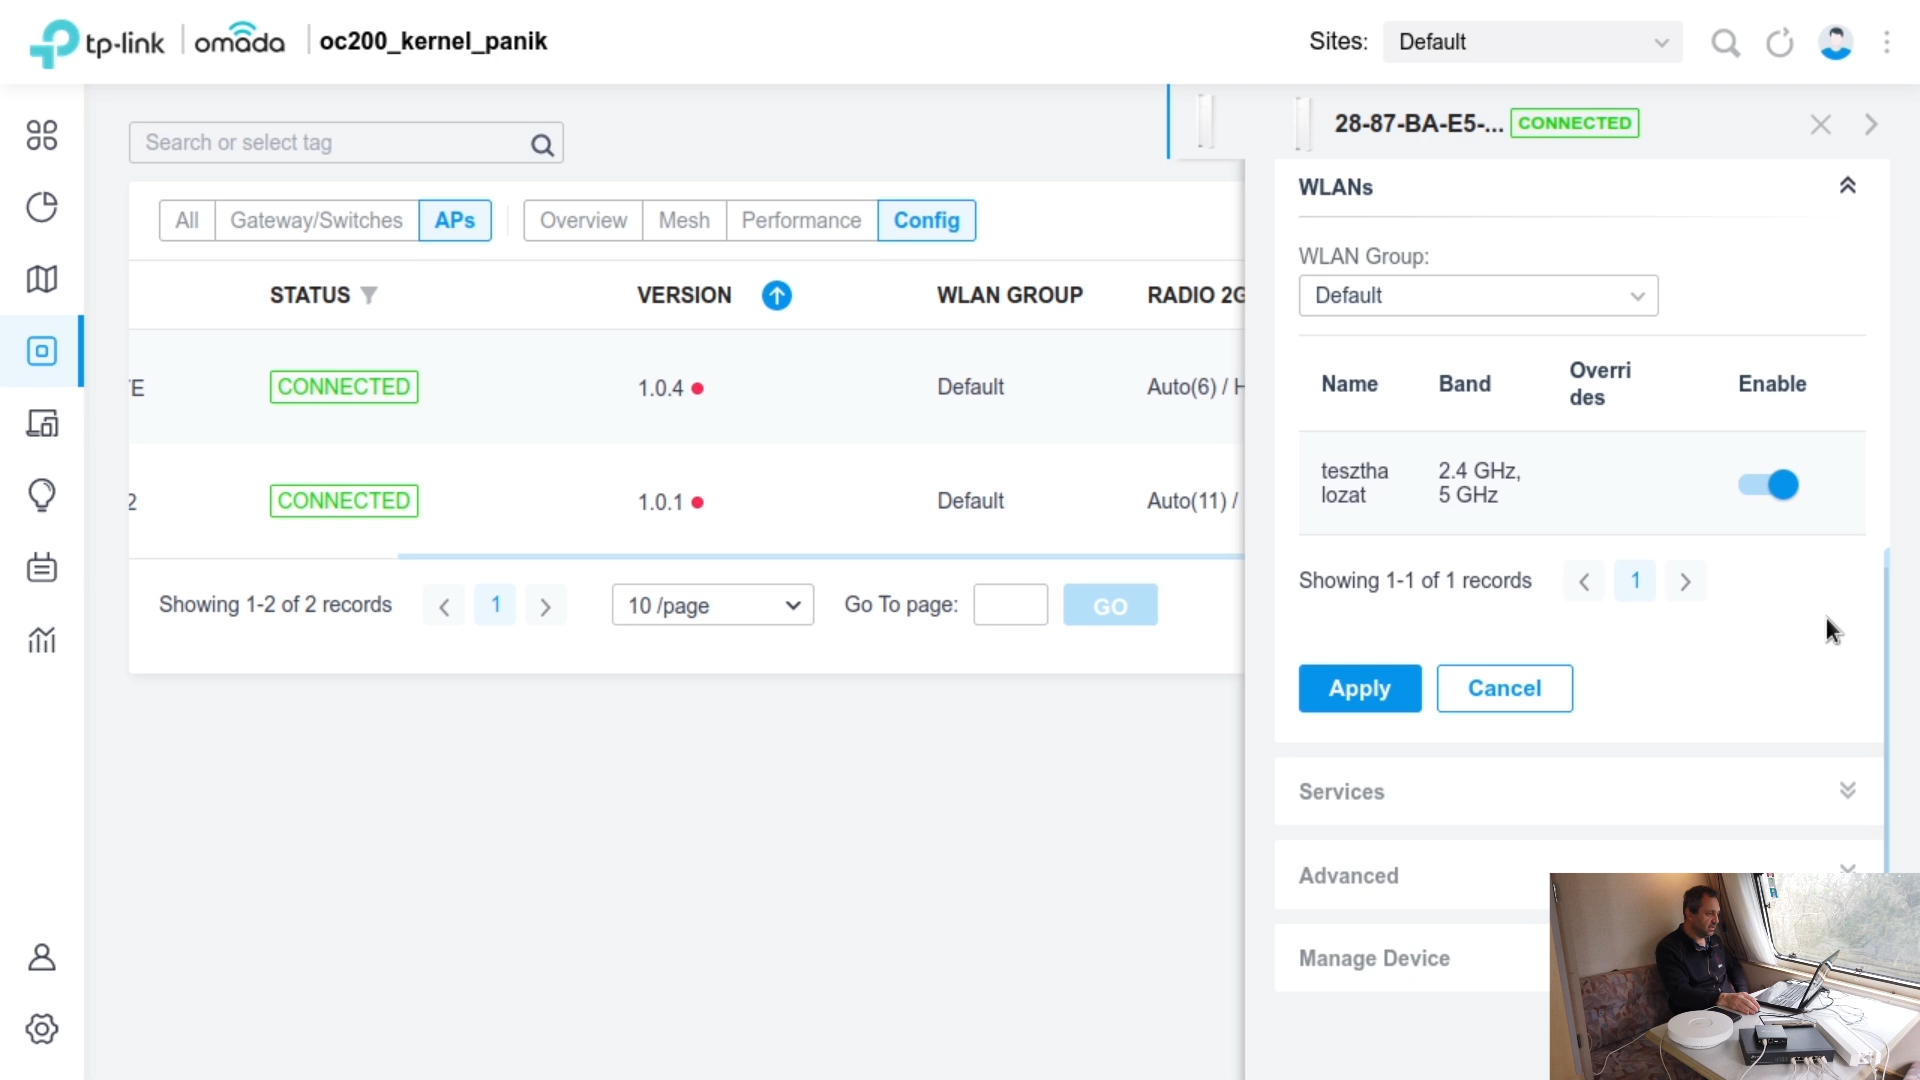 tp-link omada oc200_kernel_panik Sites: Default
28-87-BA-E5-... CONNECTED
Search or select tag
All Gateway/Switches APs Overview Mesh Performance Config
STATUS VERSION WLAN GROUP RADIO 2G
CONNECTED 1.0.4 Default Auto(6) / H
2 CONNECTED 1.0.1 Default Auto(11) /
Showing 1-2 of 2 records 1 10 /page Go To page: GO
WLANs
WLAN Group:
Default
Name Band Overri
des Enable
tesztha
lozat 2.4 GHz,
5 GHz
Showing 1-1 of 1 records 1
Apply Cancel
Services
Advanced
Manage Device